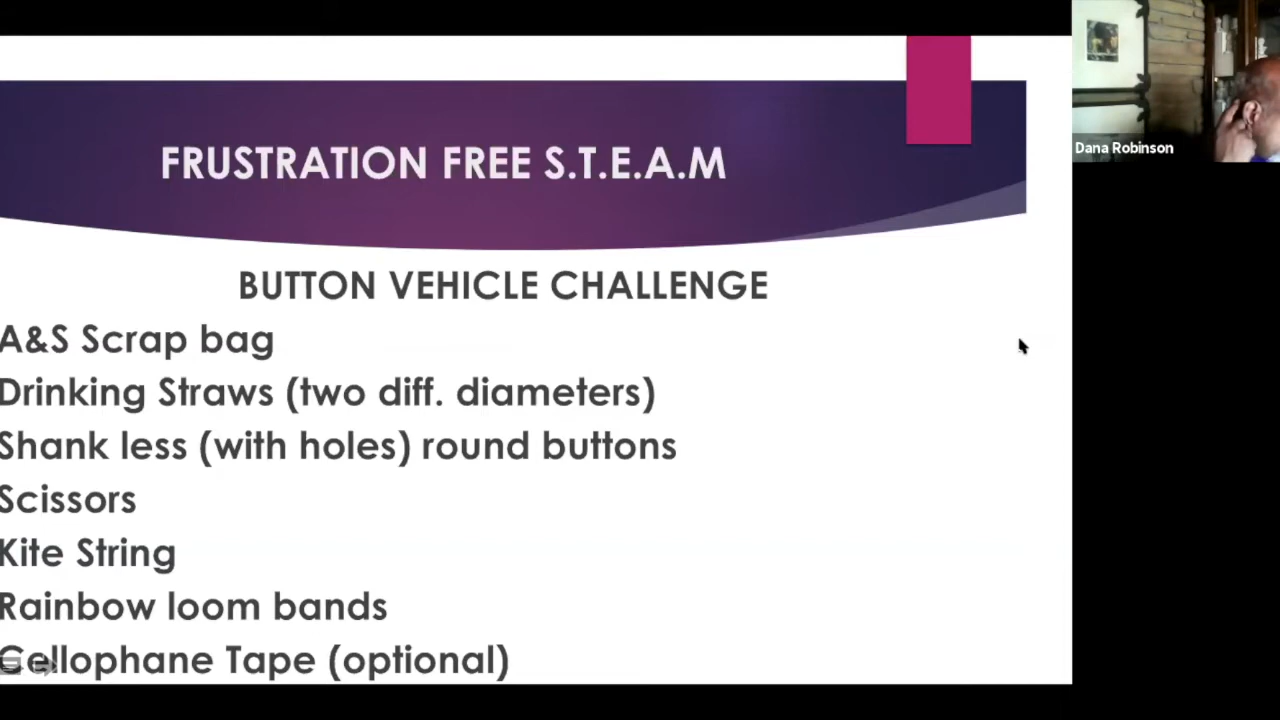 FRUSTRATION FREE S.T.E.A.M
BUTTON VEHICLE CHALLENGE
A&S Scrap bag
Drinking Straws (two diff. diameters)
Shank less (with holes) round buttons
Scissors
Kite String
Rainbow loom bands
Cellophane Tape (optional)
Dana Robinson